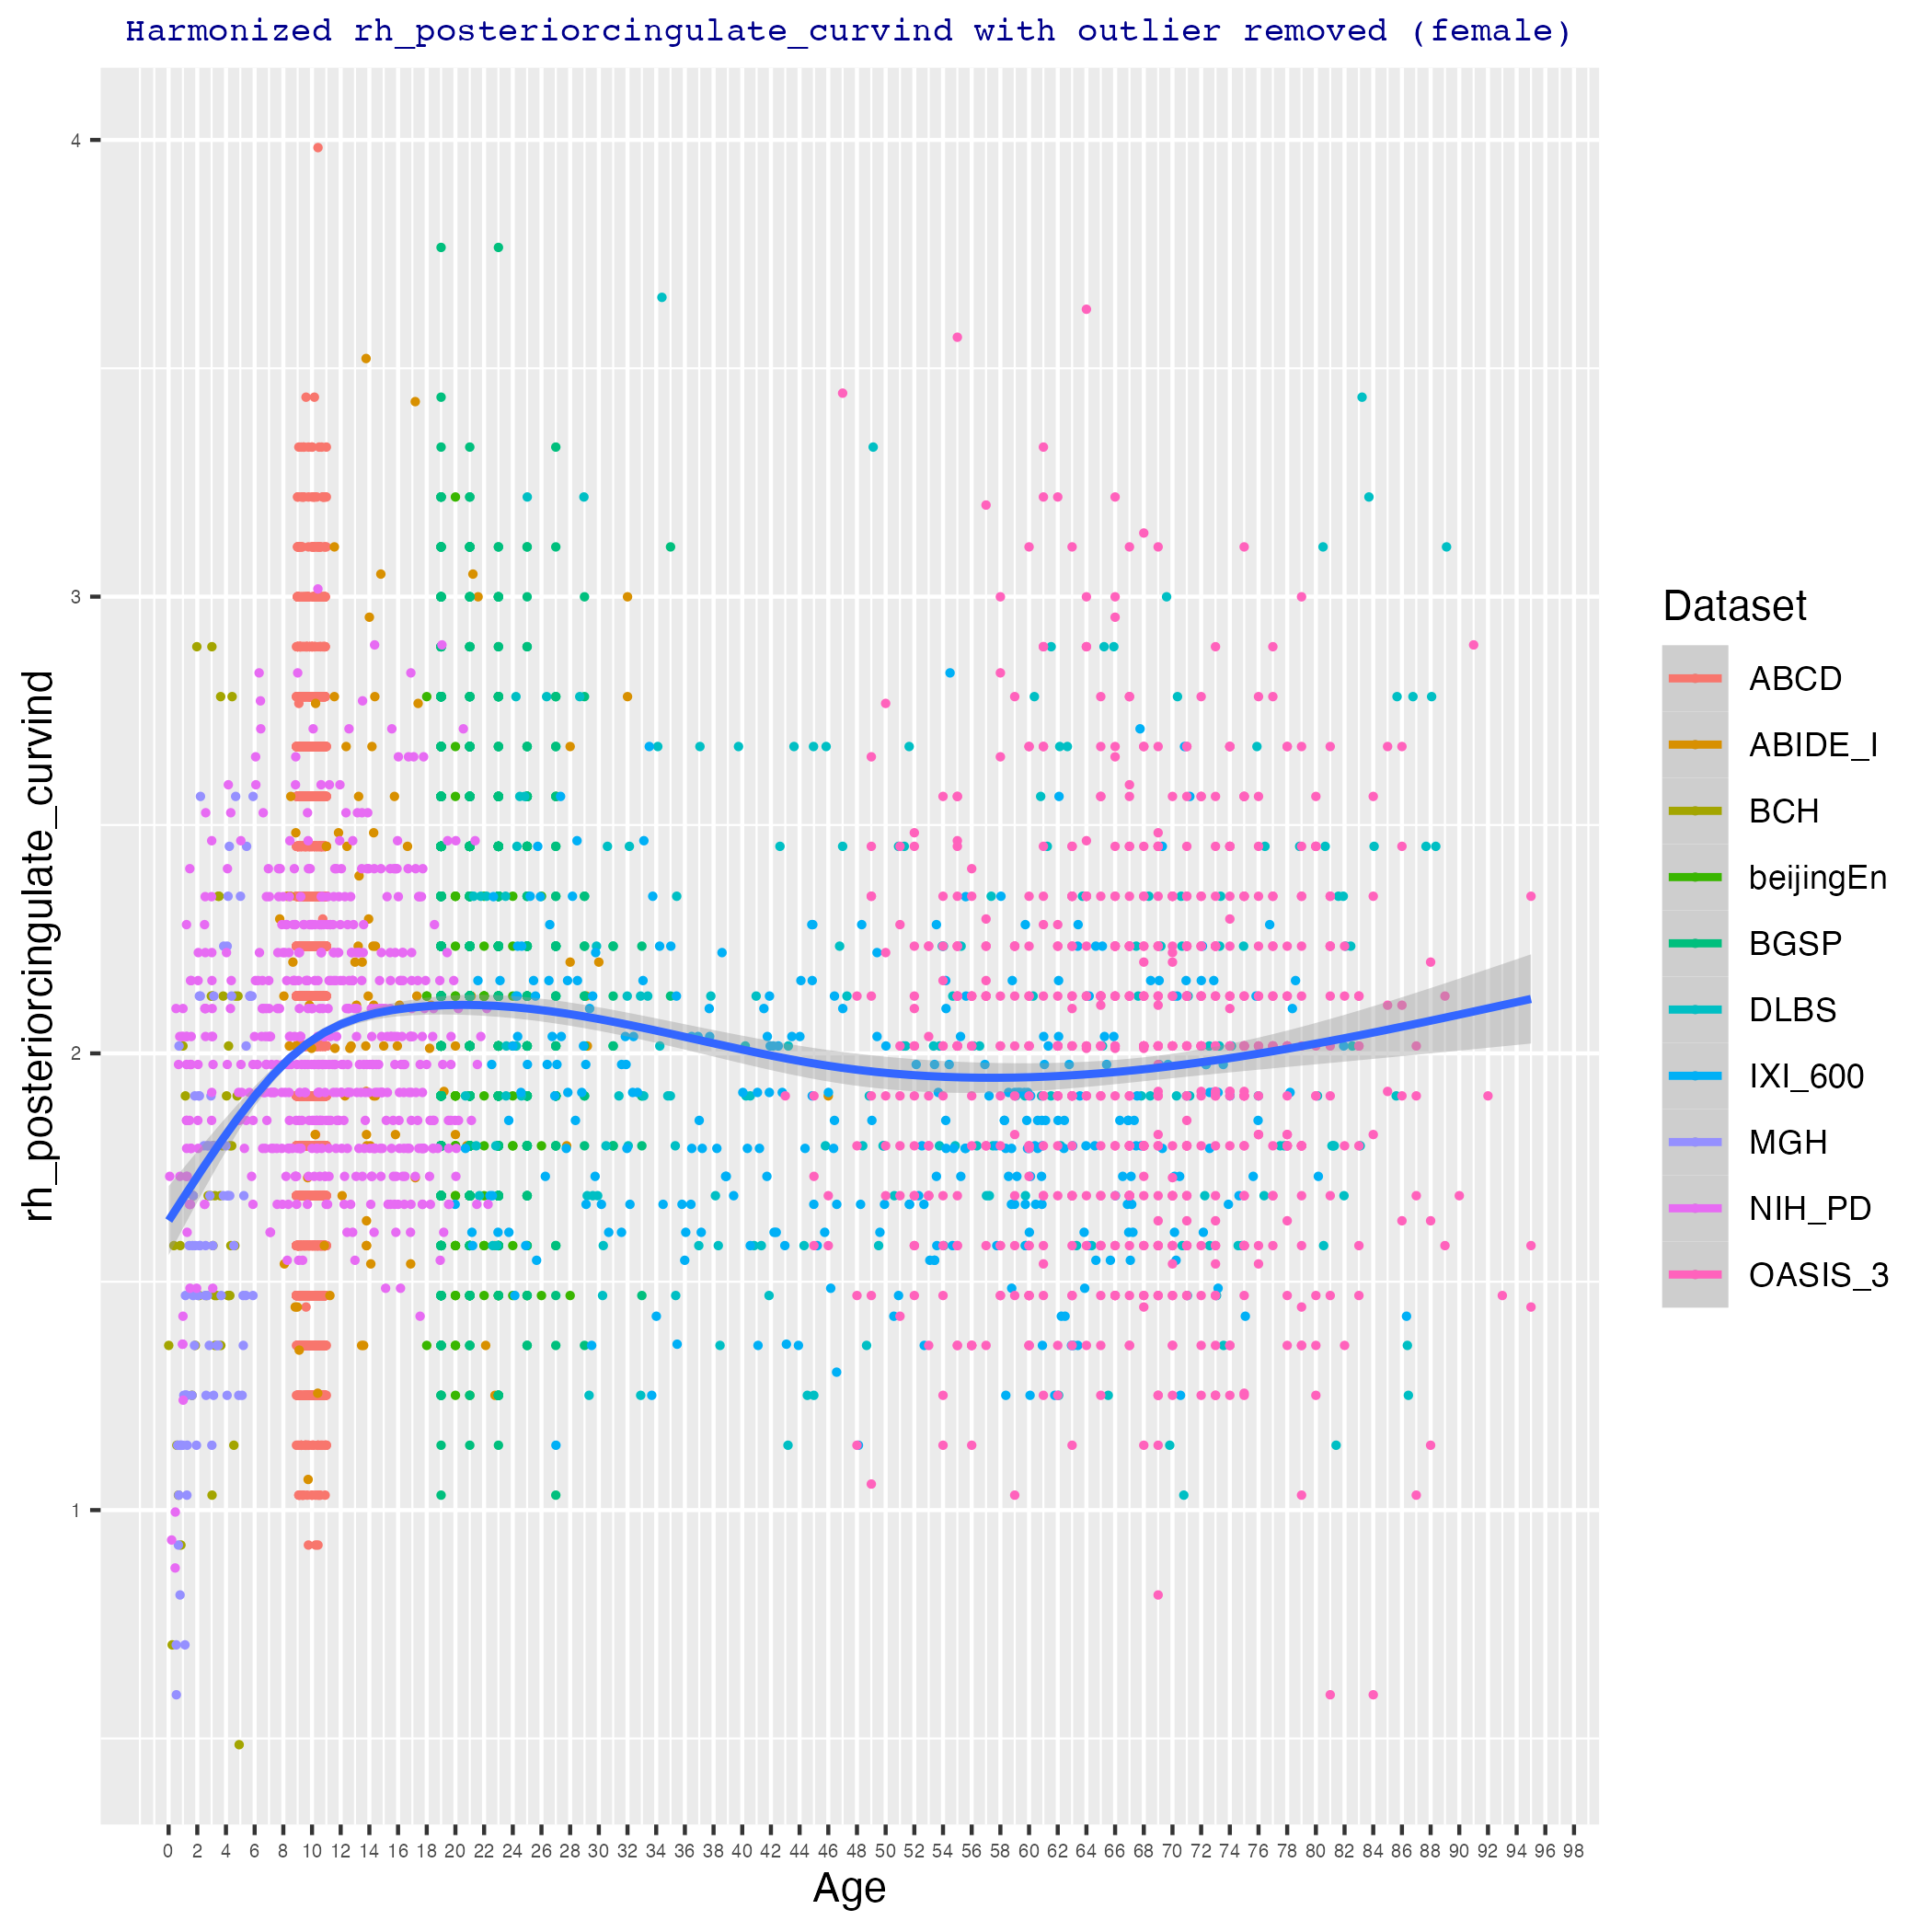 Harmonized rh_posteriorcingulate_curvind with outlier removed (female)
rh_posteriorcingulate_curvind
4
3
2
1
0 2 4 6 8 10 12 14 16 18 20 22 24 26 28 30 32 34 36 38 40 42 44 46 48 50 52 54 56 58 60 62 64 66 68 70 72 74 76 78 80 82 84 86 88 90 92 94 96 98
Age
Dataset
ABCD
ABIDE_I
BCH
beijingEn
BGSP
DLBS
IXI_600
MGH
NIH_PD
OASIS_3